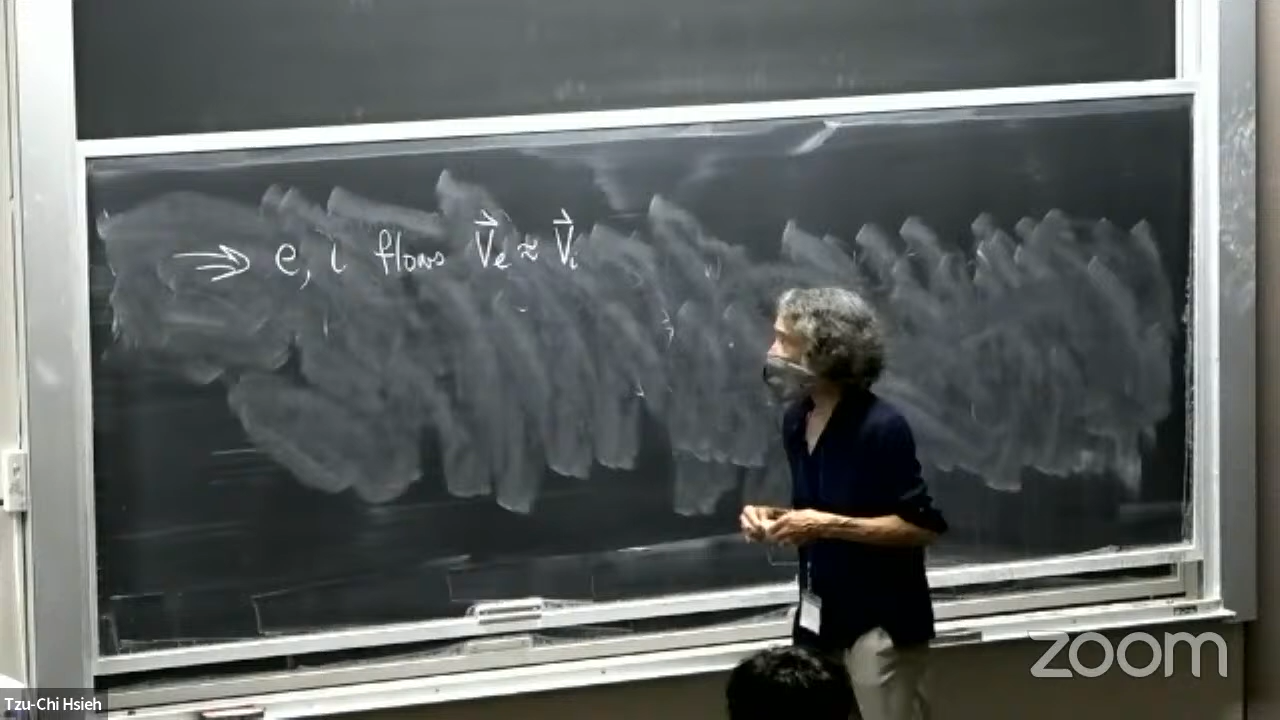 ⇒ e, i flows V⃗e ≈ V⃗i
zoom
Tzu-Chi Hsieh